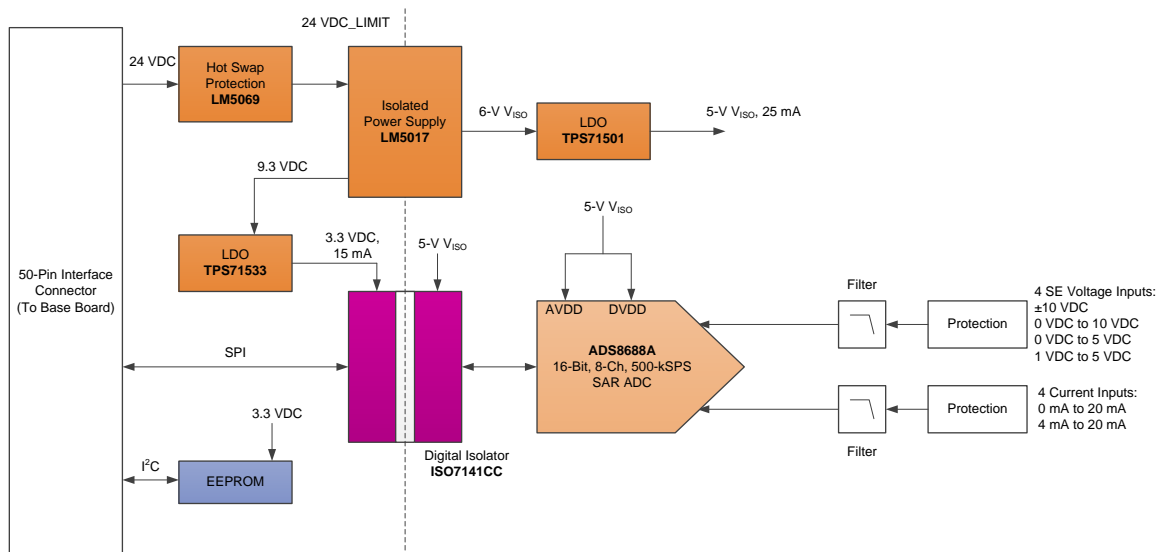 24 VDC_LIMIT
24 VDC
Hot Swap
Protection
LM5069
Isolated
Power Supply
LM5017
6-V VISO
LDO
TPS71501
5-V VISO, 25 mA
9.3 VDC
LDO
TPS71533
3.3 VDC,
15 mA
5-V VISO
5-V VISO
50-Pin Interface
Connector
(To Base Board)
AVDD
DVDD
ADS8688A
16-Bit, 8-Ch, 500-kSPS
SAR ADC
Filter
Protection
4 SE Voltage Inputs:
±10 VDC
0 VDC to 10 VDC
0 VDC to 5 VDC
1 VDC to 5 VDC
SPI
Filter
Protection
4 Current Inputs:
0 mA to 20 mA
4 mA to 20 mA
3.3 VDC
I²C
EEPROM
Digital Isolator
ISO7141CC